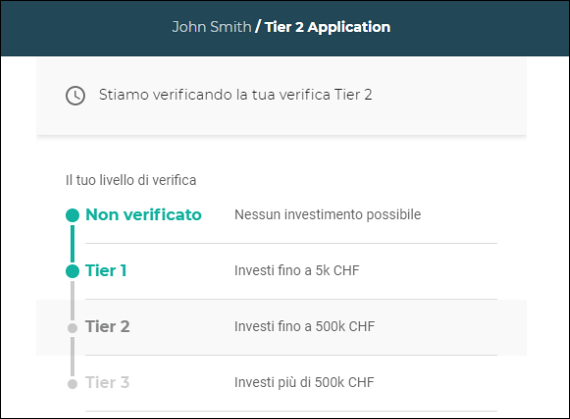 John Smith / Tier 2 Application
Stiamo verificando la tua verifica Tier 2
Il tuo livello di verifica
Non verificato Nessun investimento possibile
Tier 1 Investi fino a 5k CHF
Tier 2 Investi fino a 500k CHF
Tier 3 Investi più di 500k CHF